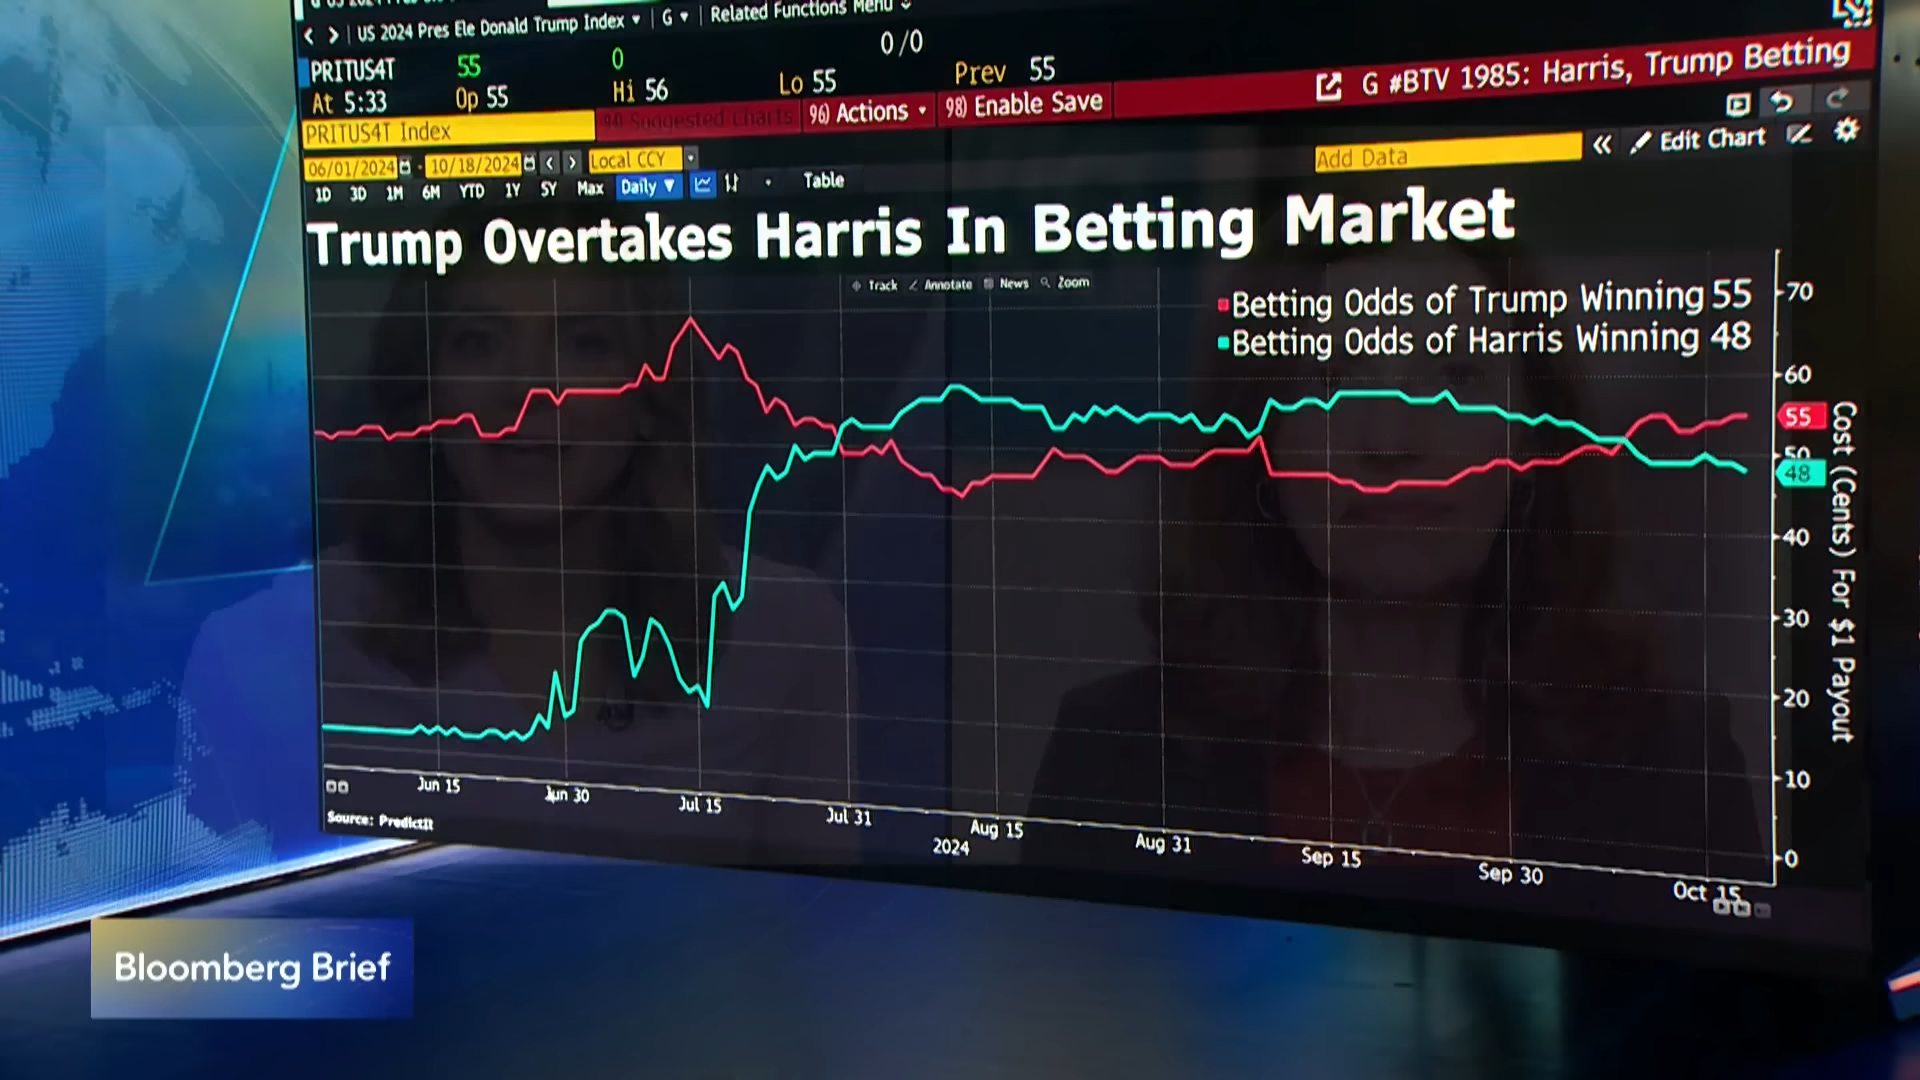 US 2024 Pres Ele Donald Trump Index ▾ | G ▾ | Related Functions Menu
PRITUS4T 55 0 0/0
At 5:33 Op 55 Hi 56 Lo 55 Prev 55
G #BTV 1985: Harris, Trump Betting
PRITUS4T Index 96) Actions 98) Enable Save
06/01/2024 - 10/18/2024 Local CCY Add Data « Edit Chart
1D 3D 1M 6M YTD 1Y 5Y Max Daily ▼ Table
Trump Overtakes Harris In Betting Market
Track Annotate News Zoom
Betting Odds of Trump Winning 55
Betting Odds of Harris Winning 48
70
60
55
50
48
40
30
20
10
0
Cost (Cents) For $1 Payout
Jun 15 Jun 30 Jul 15 Jul 31 Aug 15 Aug 31 Sep 15 Sep 30 Oct 15
2024
Source: PredictIt
Bloomberg Brief